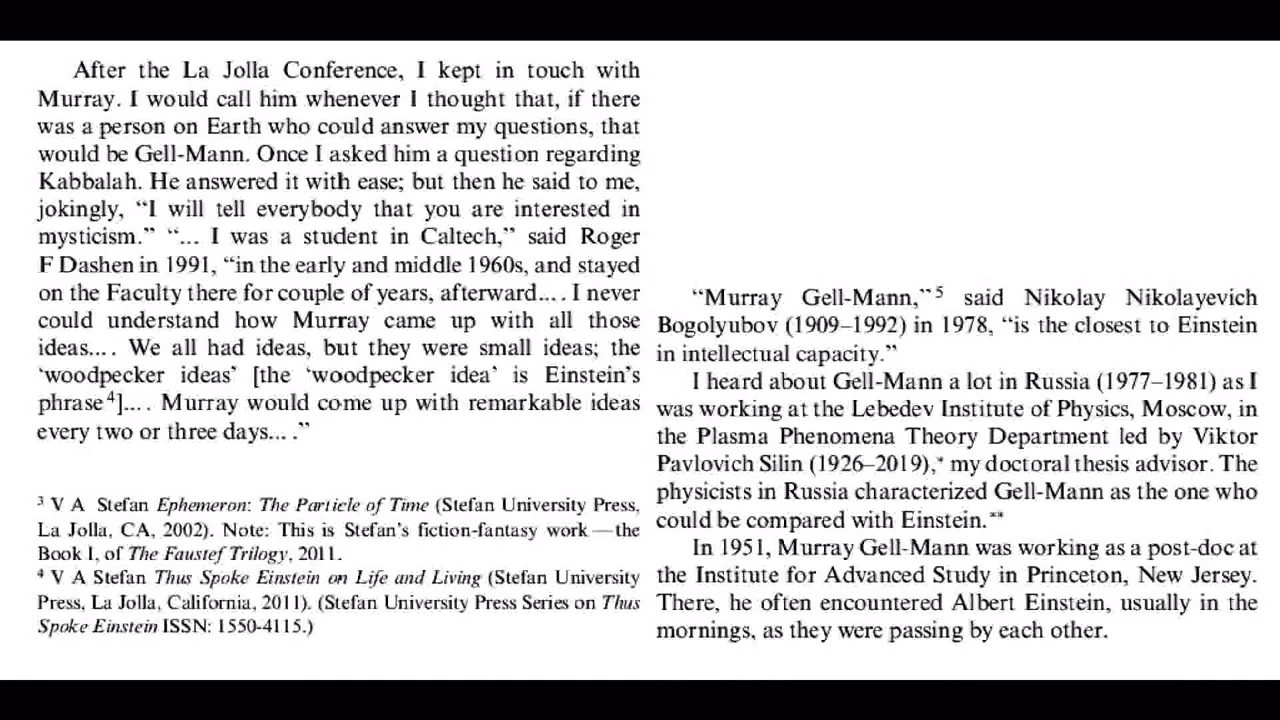 After the La Jolla Conference, I kept in touch with
Murray. I would call him whenever I thought that, if there
was a person on Earth who could answer my questions, that
would be Gell-Mann. Once I asked him a question regarding
Kabbalah. He answered it with ease; but then he said to me,
jokingly, “I will tell everybody that you are interested in
mysticism.” “... I was a student in Caltech,” said Roger
F Dashen in 1991, “in the early and middle 1960s, and stayed
on the Faculty there for couple of years, afterward.... I never
could understand how Murray came up with all those
ideas.... We all had ideas, but they were small ideas; the
‘woodpecker ideas’ [the ‘woodpecker idea’ is Einstein’s
phrase⁴].... Murray would come up with remarkable ideas
every two or three days... .”
³ V A Stefan Ephemeron: The Particle of Time (Stefan University Press,
La Jolla, CA, 2002). Note: This is Stefan’s fiction-fantasy work—the
Book I, of The Faustef Trilogy, 2011.
⁴ V A Stefan Thus Spoke Einstein on Life and Living (Stefan University
Press, La Jolla, California, 2011). (Stefan University Press Series on Thus
Spoke Einstein ISSN: 1550-4115.)
“Murray Gell-Mann,”⁵ said Nikolay Nikolayevich
Bogolyubov (1909–1992) in 1978, “is the closest to Einstein
in intellectual capacity.”
I heard about Gell-Mann a lot in Russia (1977–1981) as I
was working at the Lebedev Institute of Physics, Moscow, in
the Plasma Phenomena Theory Department led by Viktor
Pavlovich Silin (1926–2019),* my doctoral thesis advisor. The
physicists in Russia characterized Gell-Mann as the one who
could be compared with Einstein.**
In 1951, Murray Gell-Mann was working as a post-doc at
the Institute for Advanced Study in Princeton, New Jersey.
There, he often encountered Albert Einstein, usually in the
mornings, as they were passing by each other.